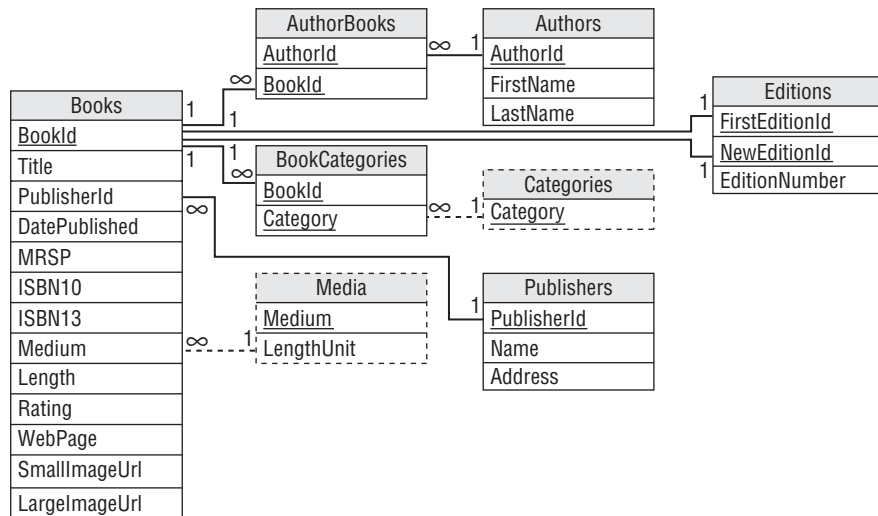 AuthorBooks
AuthorId
BookId
∞
∞
Authors
AuthorId
FirstName
LastName
1
Books
BookId
Title
PublisherId
DatePublished
MRSP
ISBN10
ISBN13
Medium
Length
Rating
WebPage
SmallImageUrl
LargeImageUrl
1
1
1
1
∞
∞
BookCategories
BookId
Category
∞
∞
Categories
Category
1
Editions
FirstEditionId
NewEditionId
EditionNumber
1
1
Media
Medium
LengthUnit
1
Publishers
PublisherId
Name
Address
1